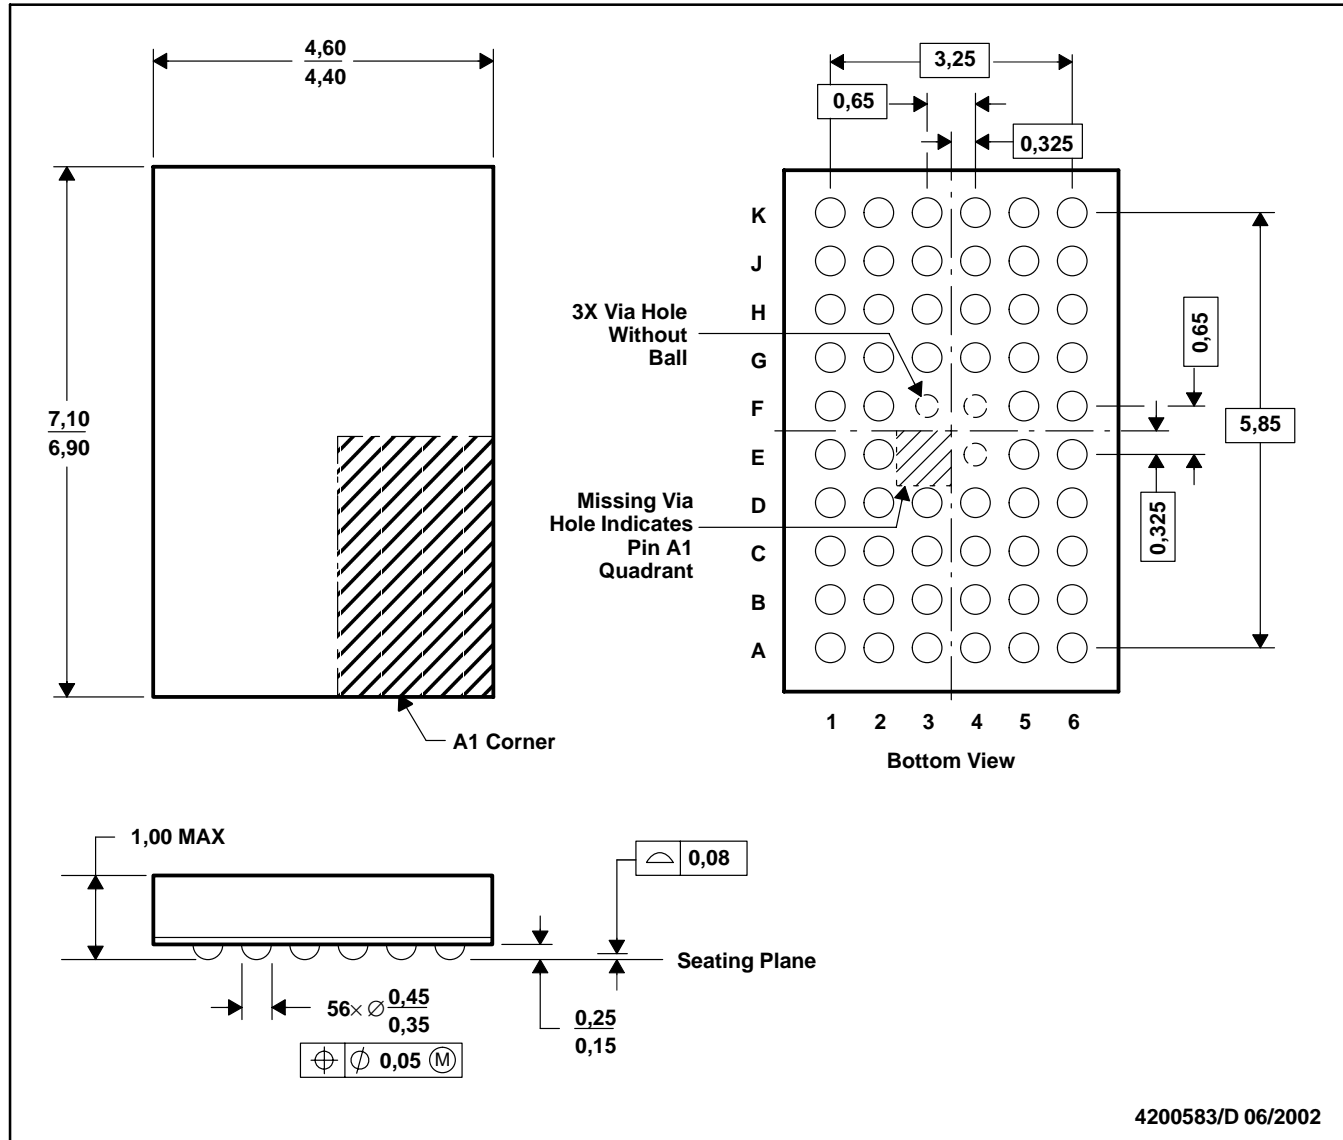 4,60
4,40
3,25
0,65
0,325
7,10
6,90
K
J
H
G
F
E
D
C
B
A
3X Via Hole
Without
Ball
Missing Via
Hole Indicates
Pin A1
Quadrant
0,65
5,85
0,325
1 2 3 4 5 6
Bottom View
A1 Corner
1,00 MAX
0,08
Seating Plane
56× ∅ 0,45
0,35
⌖ ∅ 0,05 Ⓜ
0,25
0,15
4200583/D 06/2002